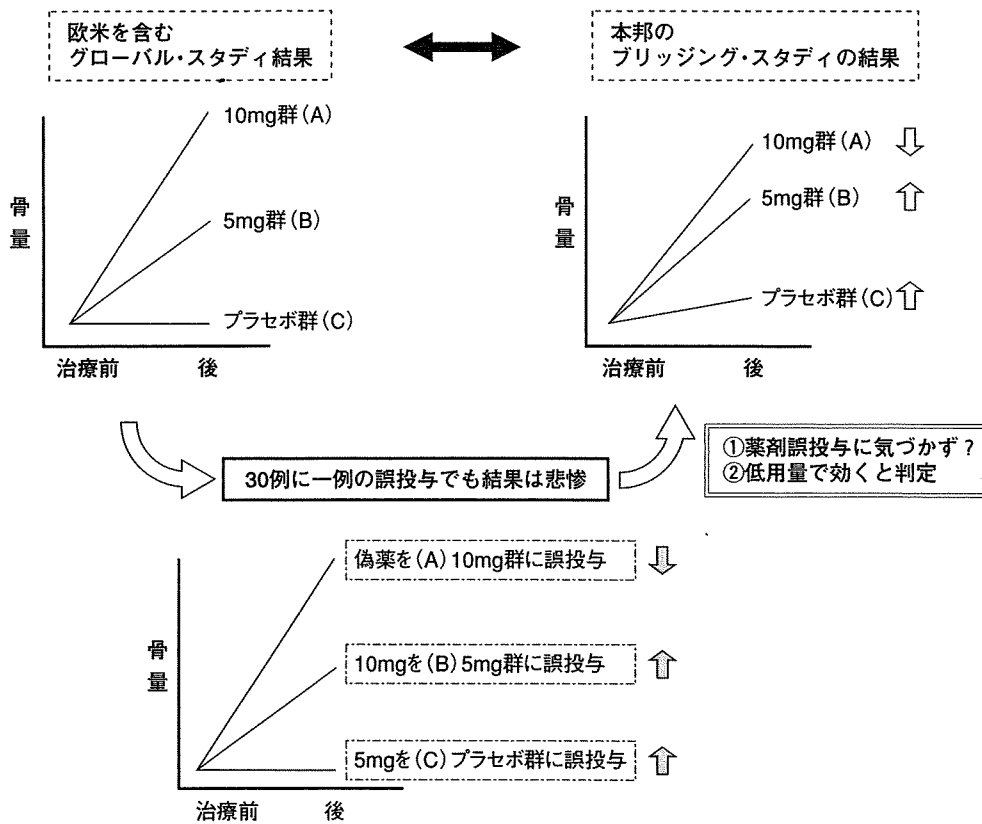 欧米を含む
グローバル・スタディ結果
本邦の
ブリッジング・スタディの結果
骨
量
10mg群(A)
5mg群(B)
プラセボ群(C)
治療前
後
骨
量
10mg群(A)
5mg群(B)
プラセボ群(C)
治療前
後
30例に一例の誤投与でも結果は悲惨
①薬剤誤投与に気づかず?
②低用量で効くと判定
骨
量
偽薬を(A)10mg群に誤投与
10mgを(B)5mg群に誤投与
5mgを(C)プラセボ群に誤投与
治療前
後